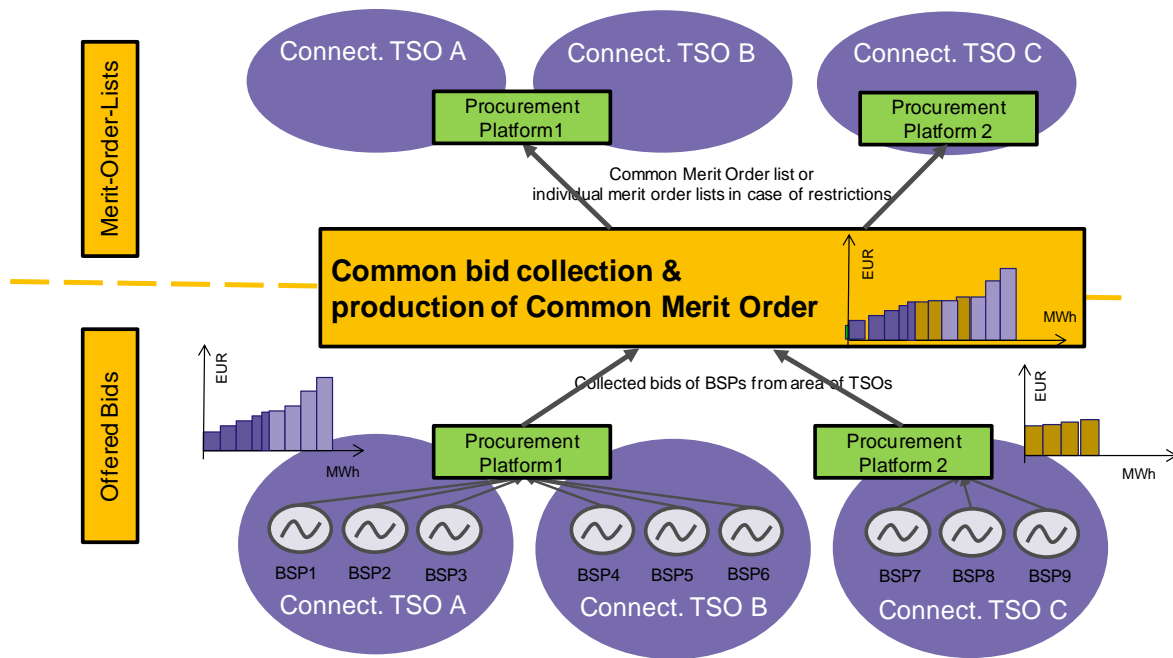 Connect. TSO A
Connect. TSO B
Connect. TSO C
Procurement
Platform1
Procurement
Platform 2
Merit-Order-Lists
Common Merit Order list or
individual merit order lists in case of restrictions
Common bid collection &
production of Common Merit Order
EUR
MWh
Offered Bids
EUR
MWh
Collected bids of BSPs from area of TSOs
EUR
MWh
Procurement
Platform1
Procurement
Platform 2
BSP1
BSP2
BSP3
BSP4
BSP5
BSP6
BSP7
BSP8
BSP9
Connect. TSO A
Connect. TSO B
Connect. TSO C